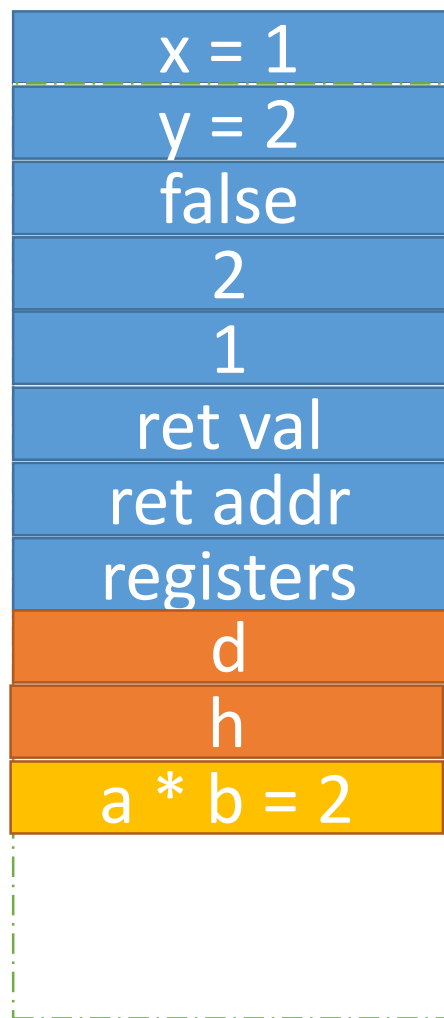 x = 1
y = 2
false
2
1
ret val
ret addr
registers
d
h
a * b = 2